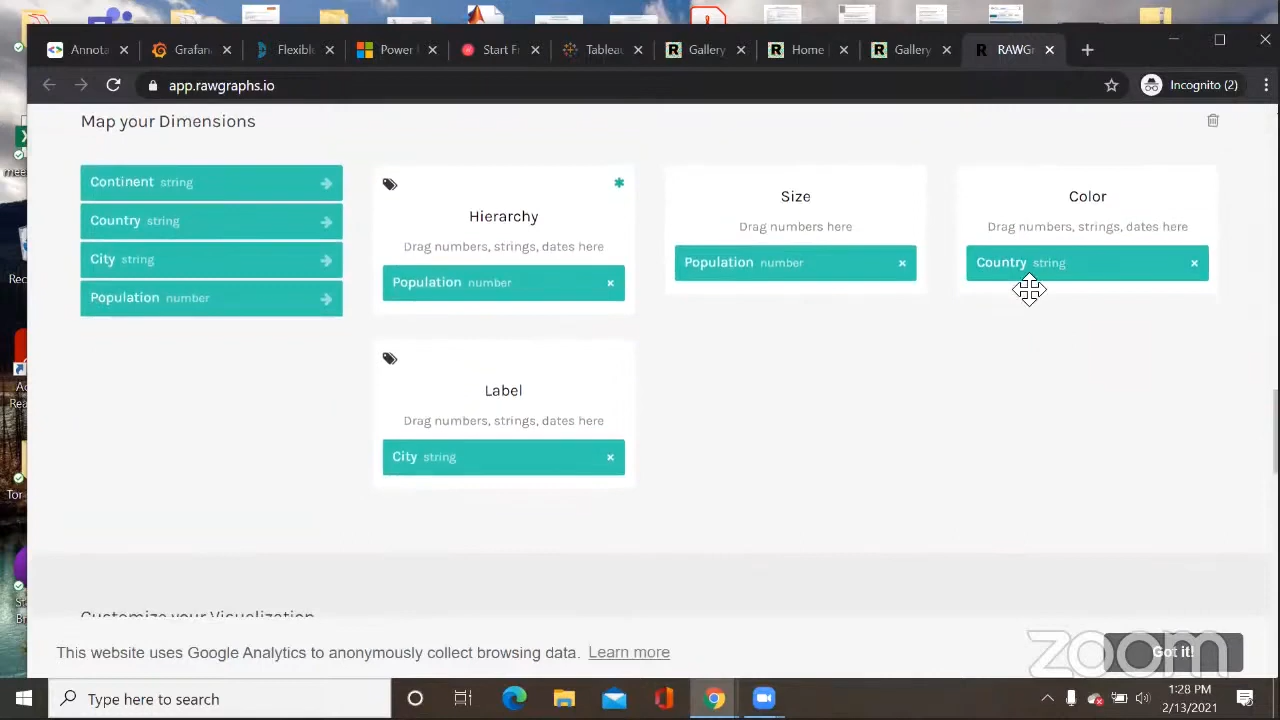 Annota
Grafan
Flexibl
Power
Start Fr
Tableau
Gallery
Home
Gallery
RAWGr
app.rawgraphs.io
Incognito (2)
Map your Dimensions
Continent string
Country string
City string
Population number
Hierarchy
Drag numbers, strings, dates here
Population number
Size
Drag numbers here
Population number
Color
Drag numbers, strings, dates here
Country string
Label
Drag numbers, strings, dates here
City string
Customize your Visualization
This website uses Google Analytics to anonymously collect browsing data. Learn more
Got it!
zoom
Type here to search
1:28 PM
2/13/2021